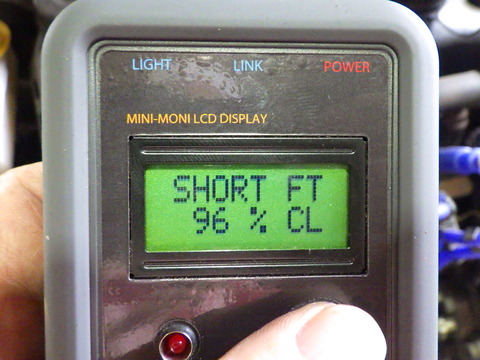 LIGHT LINK POWER
MINI-MONI LCD DISPLAY
SHORT FT
96 % CL